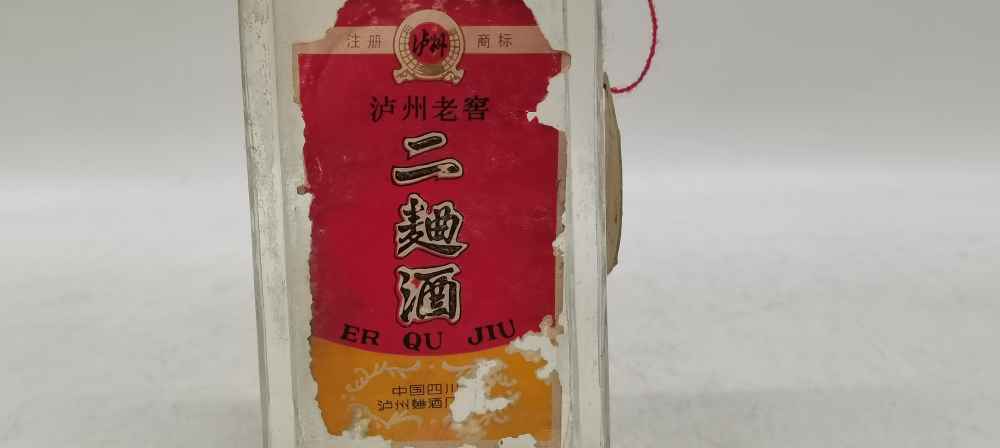 注册 泸州 商标
泸州老窖
二
麯
酒
ER QU JIU
中国四川
泸州麯酒厂